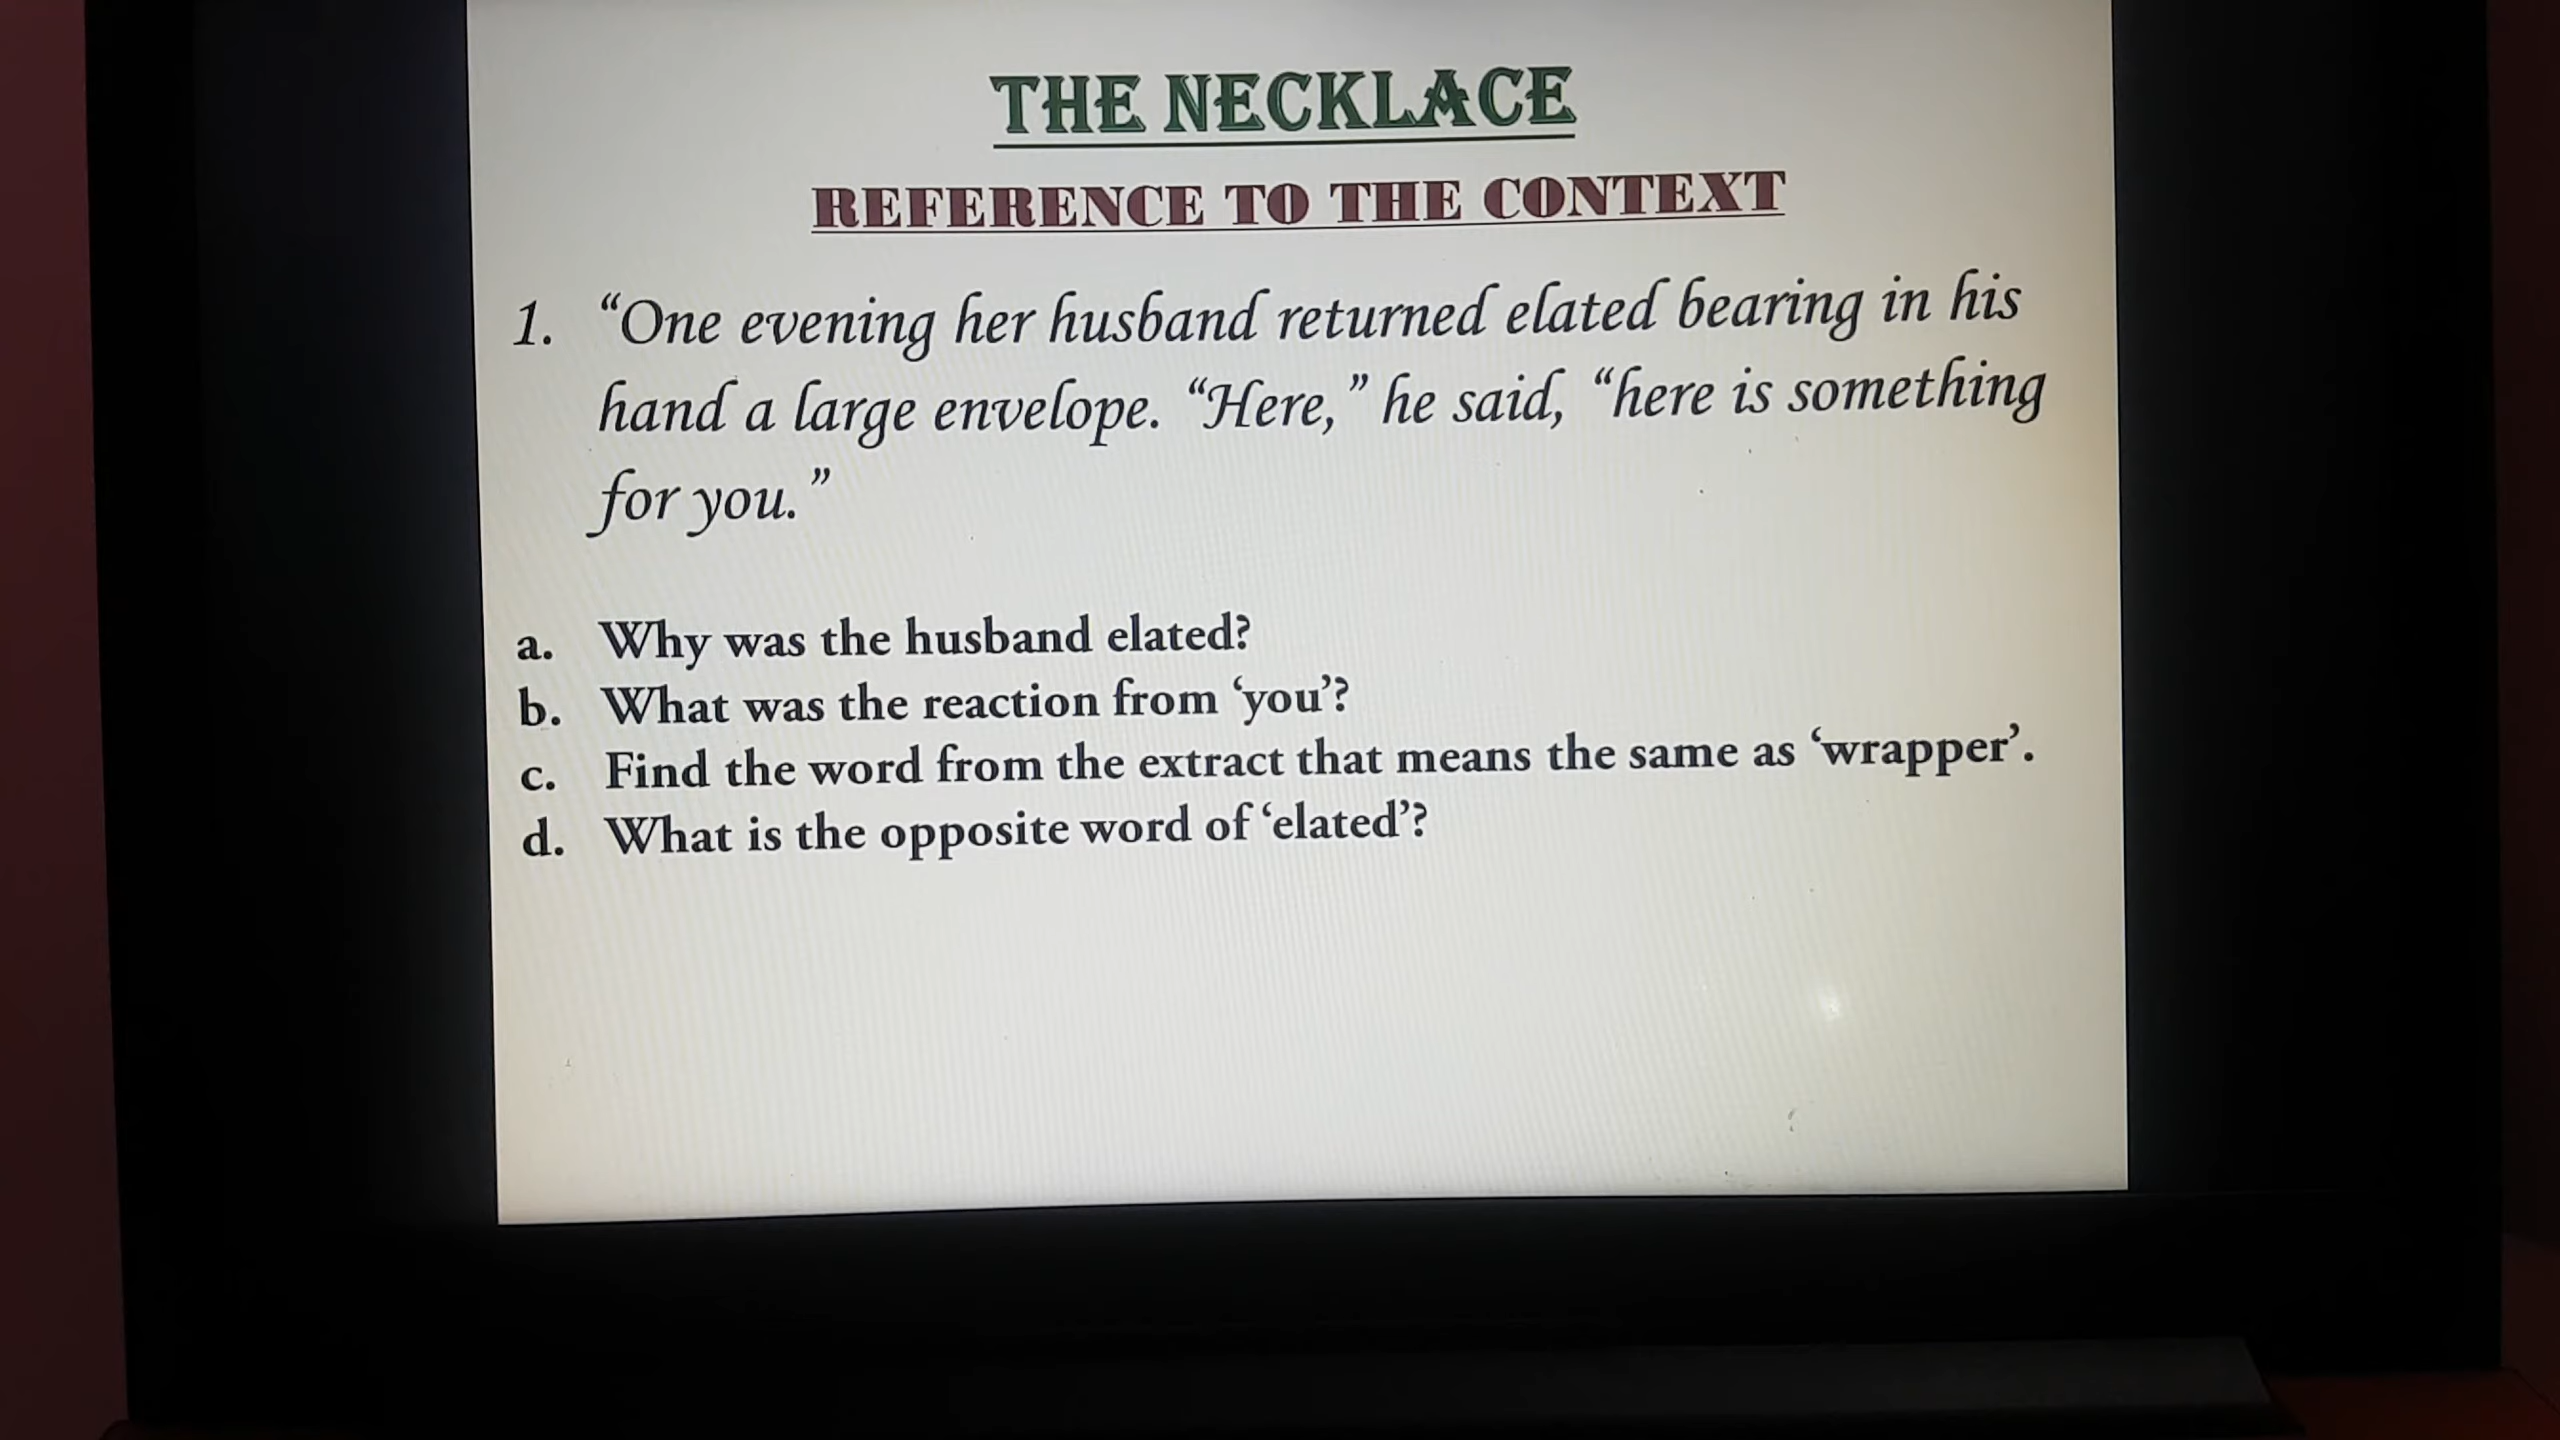 THE NECKLACE
REFERENCE TO THE CONTEXT
1. “One evening her husband returned elated bearing in his
hand a large envelope. “Here,” he said, “here is something
for you.”
a. Why was the husband elated?
b. What was the reaction from ‘you’?
c. Find the word from the extract that means the same as ‘wrapper’.
d. What is the opposite word of ‘elated’?